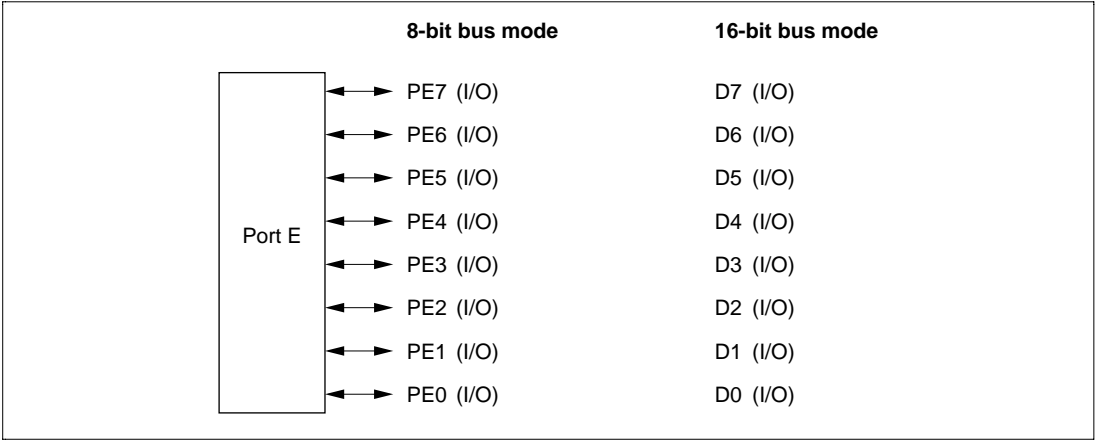 8-bit bus mode 16-bit bus mode
PE7 (I/O) D7 (I/O)
PE6 (I/O) D6 (I/O)
PE5 (I/O) D5 (I/O)
PE4 (I/O) D4 (I/O)
Port E
PE3 (I/O) D3 (I/O)
PE2 (I/O) D2 (I/O)
PE1 (I/O) D1 (I/O)
PE0 (I/O) D0 (I/O)